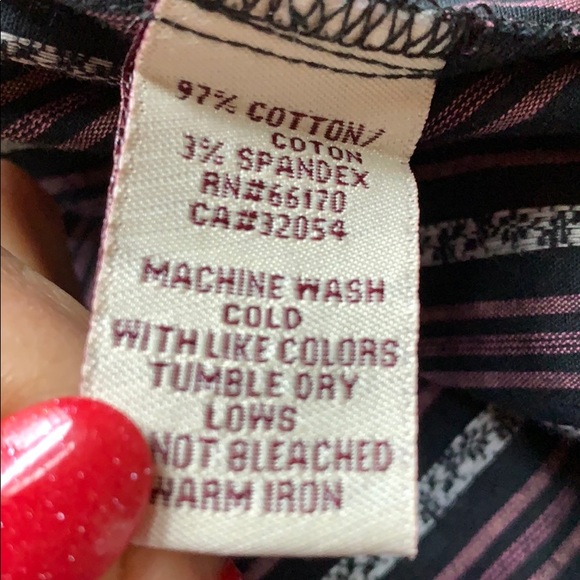 97% COTTON/
COTON
3% SPANDEX
RN#66170
CA#32054
MACHINE WASH
COLD
WITH LIKE COLORS
TUMBLE DRY
LOWS
NOT BLEACHED
WARM IRON